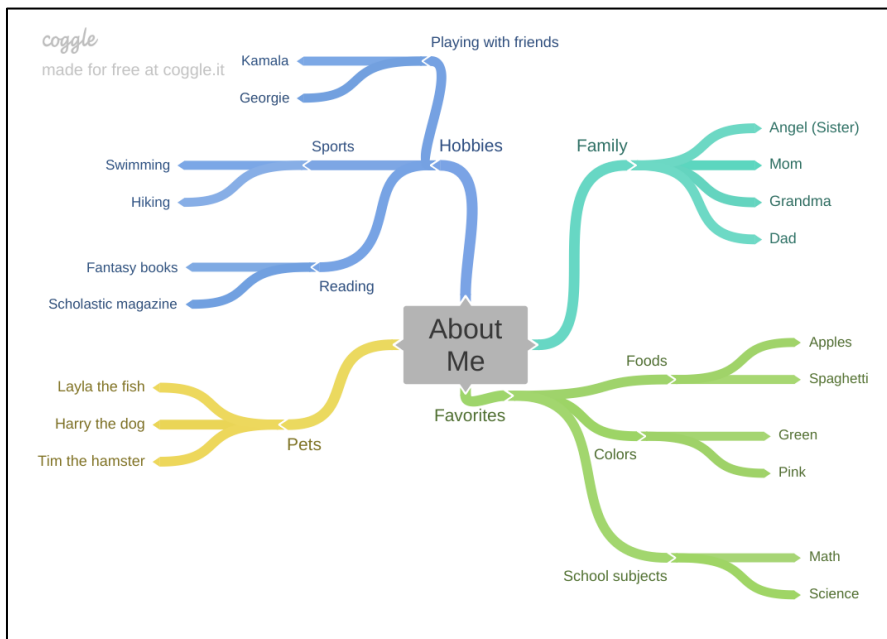 coggle
made for free at coggle.it
Playing with friends
Kamala
Georgie
Hobbies
Sports
Swimming
Hiking
Reading
Fantasy books
Scholastic magazine
Family
Angel (Sister)
Mom
Grandma
Dad
About
Me
Pets
Layla the fish
Harry the dog
Tim the hamster
Favorites
Foods
Apples
Spaghetti
Colors
Green
Pink
School subjects
Math
Science